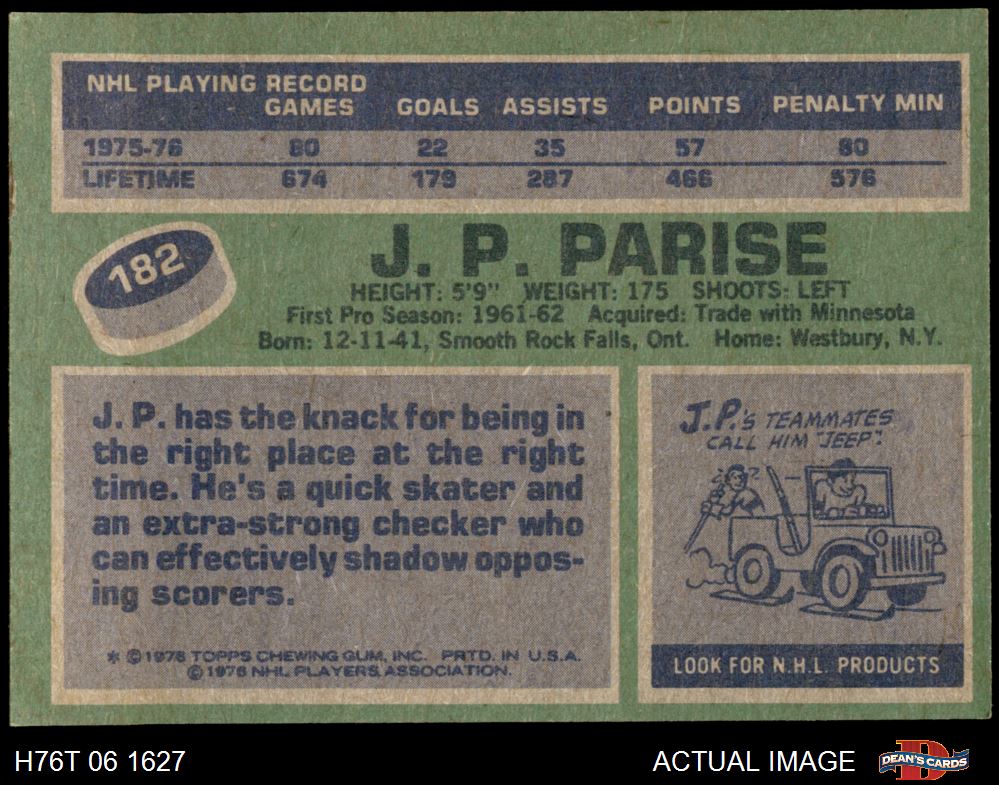 NHL PLAYING RECORD
GAMES GOALS ASSISTS POINTS PENALTY MIN
1975-76 80 22 35 57 80
LIFETIME 674 179 287 466 576
182
J. P. PARISE
HEIGHT: 5'9" WEIGHT: 175 SHOOTS: LEFT
First Pro Season: 1961-62 Acquired: Trade with Minnesota
Born: 12-11-41, Smooth Rock Falls, Ont. Home: Westbury, N.Y.
J. P. has the knack for being in
the right place at the right
time. He's a quick skater and
an extra-strong checker who
can effectively shadow oppos-
ing scorers.
* ©1976 TOPPS CHEWING GUM, INC. PRTD. IN U.S.A.
©1976 NHL PLAYERS ASSOCIATION.
J.P.'S TEAMMATES
CALL HIM "JEEP".
LOOK FOR N.H.L. PRODUCTS
H76T 06 1627 ACTUAL IMAGE
D
DEAN'S CARDS